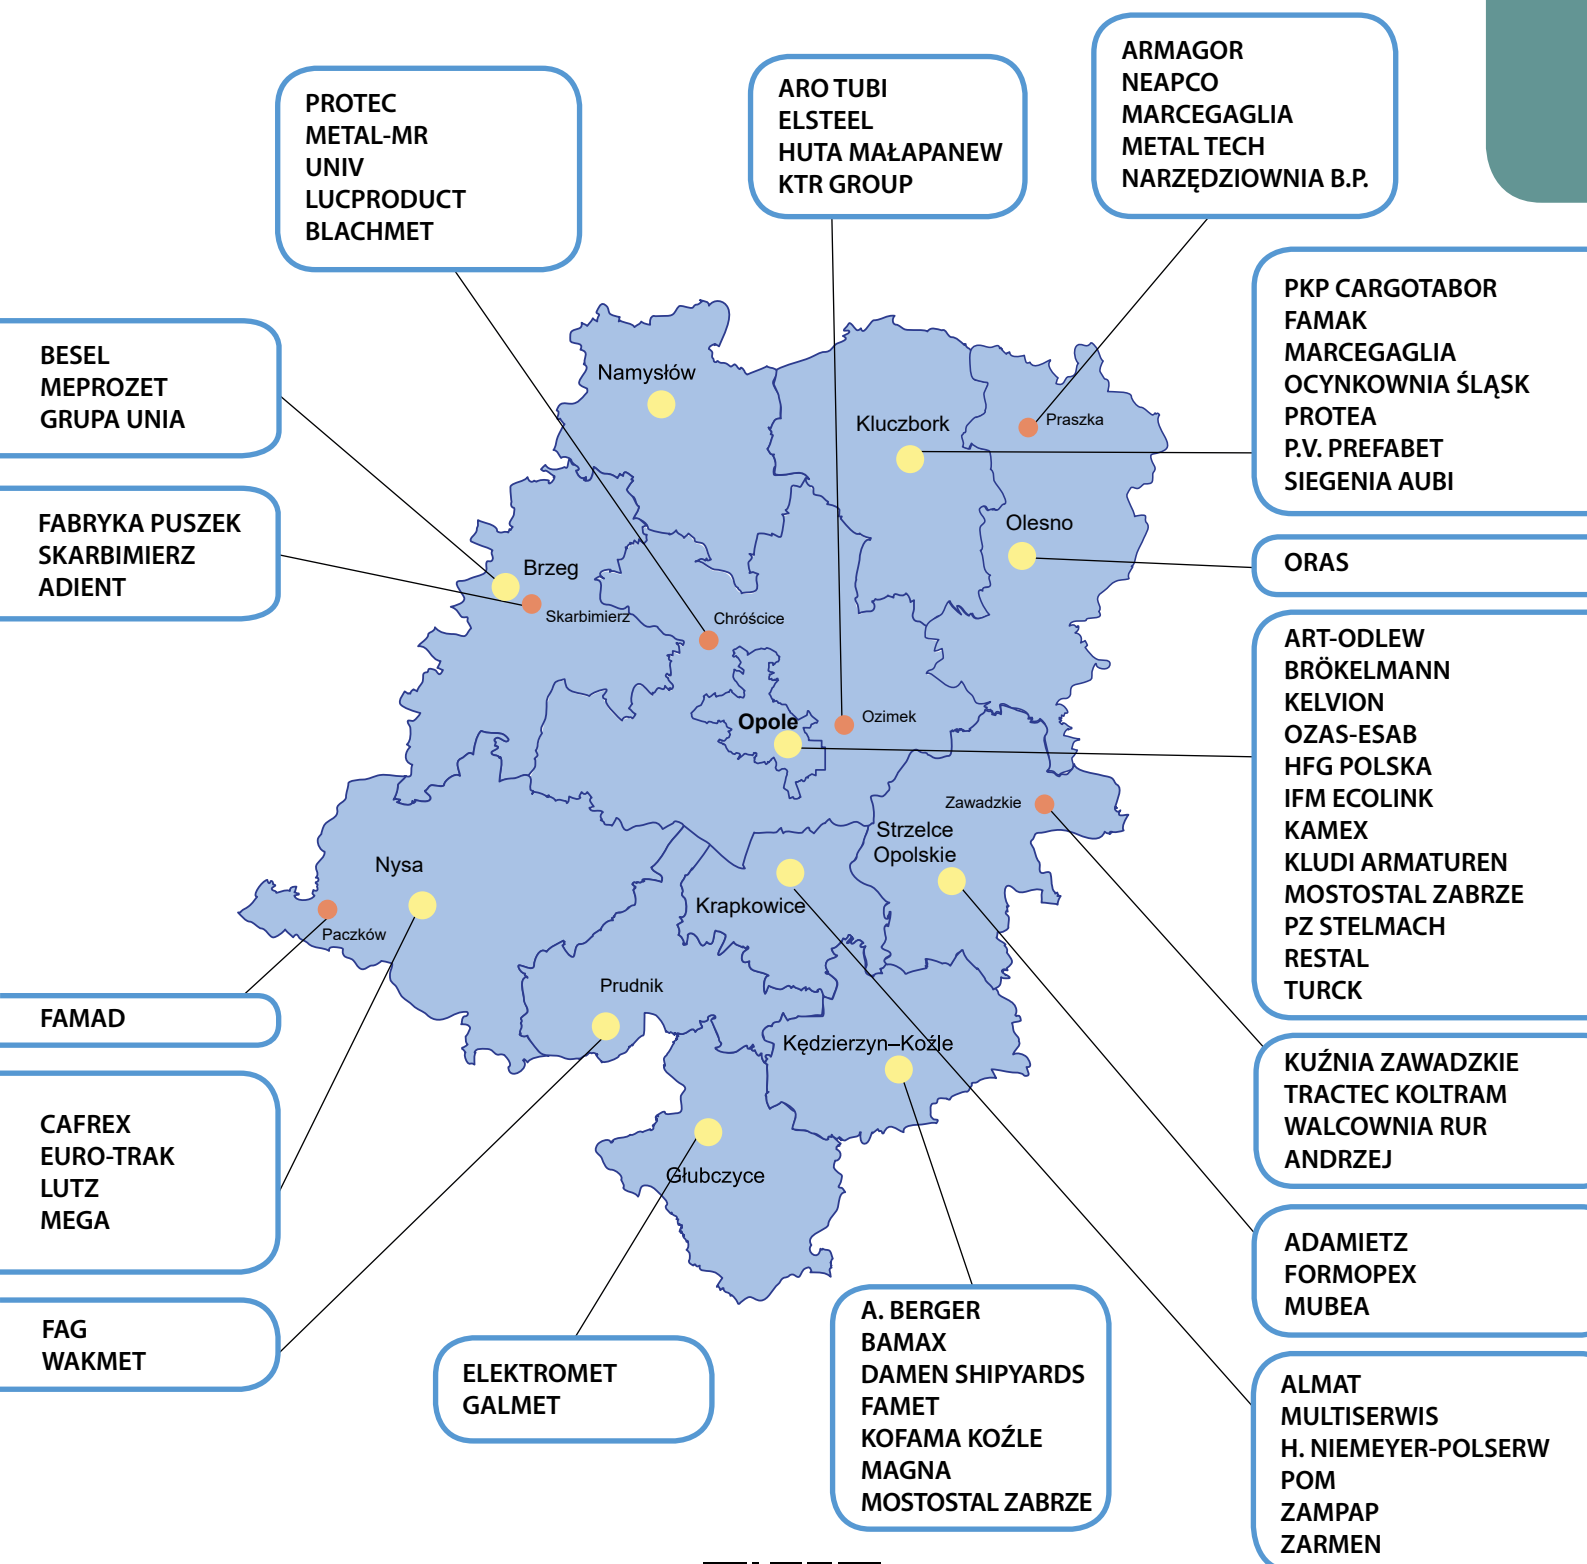 ARMAGOR
NEAPCO
MARCEGAGLIA
METAL TECH
NARZĘDZIOWNIA B.P.
ARO TUBI
ELSTEEL
HUTA MAŁAPANEW
KTR GROUP
PROTEC
METAL-MR
UNIV
LUCPRODUCT
BLACHMET
PKP CARGOTABOR
FAMAK
MARCEGAGLIA
OCYNKOWNIA ŚLĄSK
PROTEA
P.V. PREFABET
SIEGENIA AUBI
BESEL
MEPROZET
GRUPA UNIA
FABRYKA PUSZEK
SKARBIMIERZ
ADIENT
ORAS
Namysłów
Kluczbork
Praszka
Olesno
Brzeg
Skarbimierz
Chróścice
Opole
Ozimek
Zawadzkie
Strzelce
Opolskie
Nysa
Krapkowice
Paczków
Prudnik
Kędzierzyn–Koźle
Głubczyce
ART-ODLEW
BRÖKELMANN
KELVION
OZAS-ESAB
HFG POLSKA
IFM ECOLINK
KAMEX
KLUDI ARMATUREN
MOSTOSTAL ZABRZE
PZ STELMACH
RESTAL
TURCK
FAMAD
KUŹNIA ZAWADZKIE
TRACTEC KOLTRAM
WALCOWNIA RUR
ANDRZEJ
CAFREX
EURO-TRAK
LUTZ
MEGA
ADAMIETZ
FORMOPEX
MUBEA
FAG
WAKMET
ELEKTROMET
GALMET
A. BERGER
BAMAX
DAMEN SHIPYARDS
FAMET
KOFAMA KOŹLE
MAGNA
MOSTOSTAL ZABRZE
ALMAT
MULTISERWIS
H. NIEMEYER-POLSERW
POM
ZAMPAP
ZARMEN